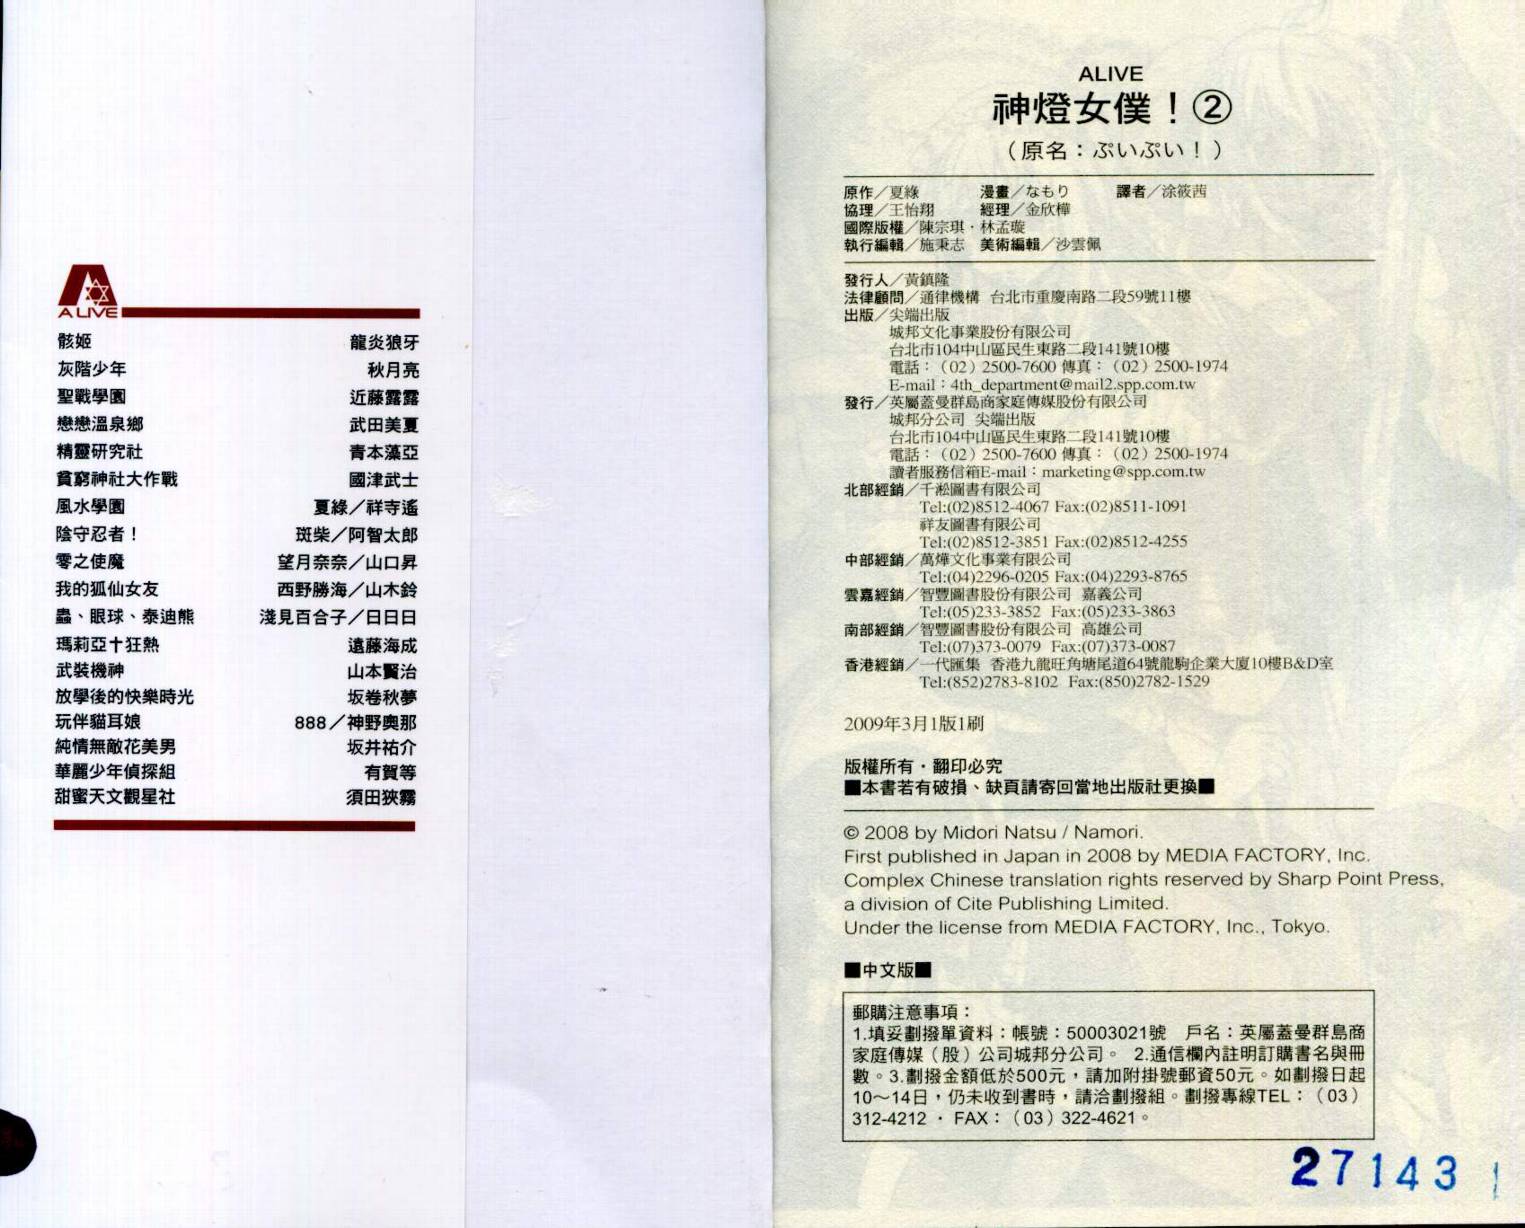 ALIVE
骸姬 龍炎狼牙
灰階少年 秋月亮
聖戰學園 近藤露露
戀戀溫泉鄉 武田美夏
精靈研究社 青本藻亞
貧窮神社大作戰 國津武士
風水學園 夏綠／祥寺遙
陰守忍者！ 斑柴／阿智太郎
零之使魔 望月奈奈／山口昇
我的狐仙女友 西野勝海／山木鈴
蟲、眼球、泰迪熊 淺見百合子／日日日
瑪莉亞†狂熱 遠藤海成
武裝機神 山本賢治
放學後的快樂時光 坂卷秋夢
玩伴貓耳娘 888／神野奧那
純情無敵花美男 坂井祐介
華麗少年偵探組 有賀等
甜蜜天文觀星社 須田狹霧
ALIVE
神燈女僕！②
（原名：ぷいぷい！）
原作／夏綠 漫畫／なもり 譯者／涂筱茜
協理／王怡翔 經理／金欣樺
國際版權／陳宗琪・林孟璇
執行編輯／施秉志 美術編輯／沙雲佩
發行人／黃鎮隆
法律顧問／通律機構 台北市重慶南路二段59號11樓
出版／尖端出版
城邦文化事業股份有限公司
台北市104中山區民生東路二段141號10樓
電話：（02）2500-7600 傳真：（02）2500-1974
E-mail：4th_department@mail2.spp.com.tw
發行／英屬蓋曼群島商家庭傳媒股份有限公司
城邦分公司 尖端出版
台北市104中山區民生東路二段141號10樓
電話：（02）2500-7600 傳真：（02）2500-1974
讀者服務信箱E-mail：marketing@spp.com.tw
北部經銷／千淞圖書有限公司
Tel:(02)8512-4067 Fax:(02)8511-1091
祥友圖書有限公司
Tel:(02)8512-3851 Fax:(02)8512-4255
中部經銷／萬燁文化事業有限公司
Tel:(04)2296-0205 Fax:(04)2293-8765
雲嘉經銷／智豐圖書股份有限公司 嘉義公司
Tel:(05)233-3852 Fax:(05)233-3863
南部經銷／智豐圖書股份有限公司 高雄公司
Tel:(07)373-0079 Fax:(07)373-0087
香港經銷／一代匯集 香港九龍旺角塘尾道64號龍駒企業大廈10樓B&D室
Tel:(852)2783-8102 Fax:(850)2782-1529
2009年3月1版1刷
版權所有・翻印必究
■本書若有破損、缺頁請寄回當地出版社更換■
© 2008 by Midori Natsu / Namori.
First published in Japan in 2008 by MEDIA FACTORY, Inc.
Complex Chinese translation rights reserved by Sharp Point Press,
a division of Cite Publishing Limited.
Under the license from MEDIA FACTORY, Inc., Tokyo.
■中文版■
郵購注意事項：
1.填妥劃撥單資料：帳號：50003021號 戶名：英屬蓋曼群島商
家庭傳媒（股）公司城邦分公司。 2.通信欄內註明訂購書名與冊
數。3.劃撥金額低於500元，請加附掛號郵資50元。如劃撥日起
10～14日，仍未收到書時，請洽劃撥組。劃撥專線TEL：（03）
312-4212 ・ FAX：（03）322-4621。
27143